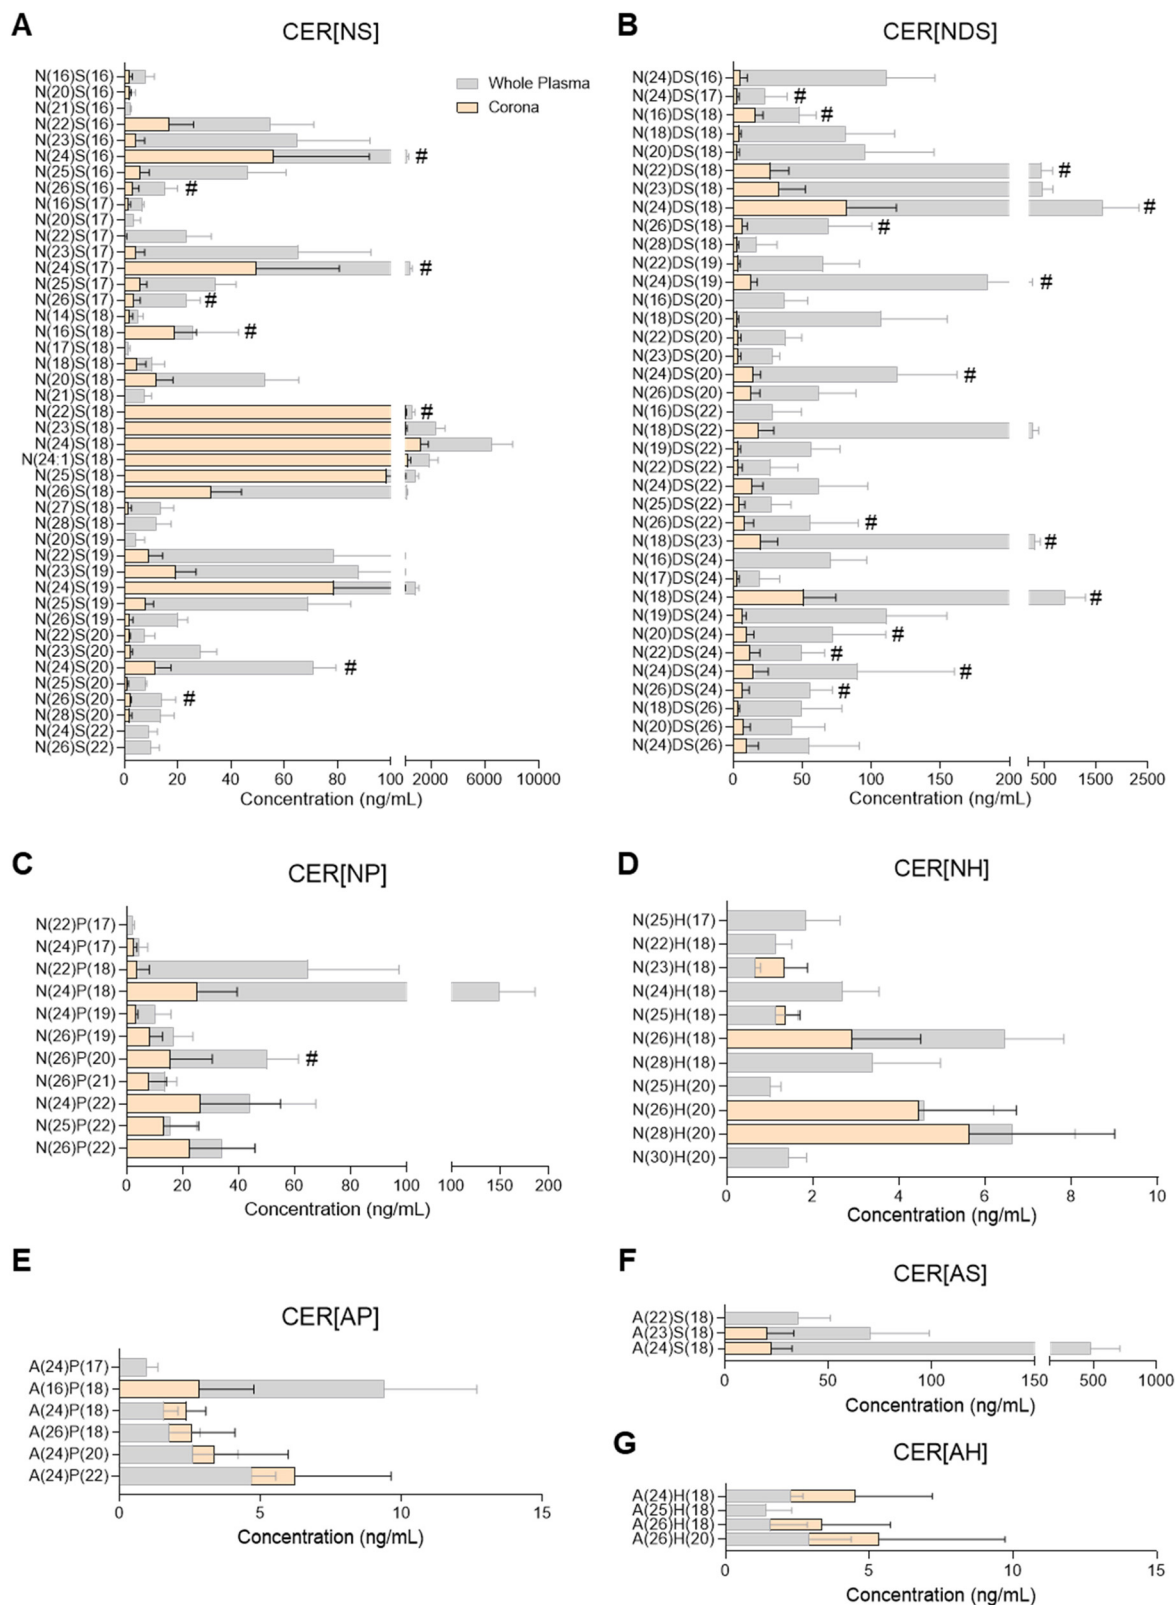 A
CER[NS]
N(16)S(16)
N(20)S(16)
N(21)S(16)
N(22)S(16)
N(23)S(16)
N(24)S(16)
#
N(25)S(16)
N(26)S(16)
#
N(16)S(17)
N(20)S(17)
N(22)S(17)
N(23)S(17)
N(24)S(17)
#
N(25)S(17)
N(26)S(17)
#
N(14)S(18)
N(16)S(18)
#
N(17)S(18)
N(18)S(18)
N(20)S(18)
N(21)S(18)
N(22)S(18)
#
N(23)S(18)
N(24)S(18)
N(24:1)S(18)
N(25)S(18)
N(26)S(18)
N(27)S(18)
N(28)S(18)
N(20)S(19)
N(22)S(19)
N(23)S(19)
N(24)S(19)
N(25)S(19)
N(26)S(19)
N(22)S(20)
N(23)S(20)
N(24)S(20)
#
N(25)S(20)
N(26)S(20)
#
N(28)S(20)
N(24)S(22)
N(26)S(22)
0 20 40 60 80 100 2000 6000 10000
Concentration (ng/mL)
Whole Plasma
Corona
B
CER[NDS]
N(24)DS(16)
N(24)DS(17)
#
N(16)DS(18)
#
N(18)DS(18)
N(20)DS(18)
N(22)DS(18)
#
N(23)DS(18)
N(24)DS(18)
#
N(26)DS(18)
#
N(28)DS(18)
N(22)DS(19)
N(24)DS(19)
#
N(16)DS(20)
N(18)DS(20)
N(22)DS(20)
N(23)DS(20)
N(24)DS(20)
#
N(26)DS(20)
N(16)DS(22)
N(18)DS(22)
N(19)DS(22)
N(22)DS(22)
N(24)DS(22)
N(25)DS(22)
N(26)DS(22)
#
N(18)DS(23)
#
N(16)DS(24)
N(17)DS(24)
N(18)DS(24)
#
N(19)DS(24)
N(20)DS(24)
#
N(22)DS(24)
#
N(24)DS(24)
#
N(26)DS(24)
#
N(18)DS(26)
N(20)DS(26)
N(24)DS(26)
0 50 100 150 200 500 1500 2500
Concentration (ng/mL)
C
CER[NP]
N(22)P(17)
N(24)P(17)
N(22)P(18)
N(24)P(18)
N(24)P(19)
N(26)P(19)
N(26)P(20)
#
N(26)P(21)
N(24)P(22)
N(25)P(22)
N(26)P(22)
0 20 40 60 80 100 100 150 200
Concentration (ng/mL)
D
CER[NH]
N(25)H(17)
N(22)H(18)
N(23)H(18)
N(24)H(18)
N(25)H(18)
N(26)H(18)
N(28)H(18)
N(25)H(20)
N(26)H(20)
N(28)H(20)
N(30)H(20)
0 2 4 6 8 10
Concentration (ng/mL)
E
CER[AP]
A(24)P(17)
A(16)P(18)
A(24)P(18)
A(26)P(18)
A(24)P(20)
A(24)P(22)
0 5 10 15
Concentration (ng/mL)
F
CER[AS]
A(22)S(18)
A(23)S(18)
A(24)S(18)
0 50 100 150 500 1000
Concentration (ng/mL)
G
CER[AH]
A(24)H(18)
A(25)H(18)
A(26)H(18)
A(26)H(20)
0 5 10 15
Concentration (ng/mL)